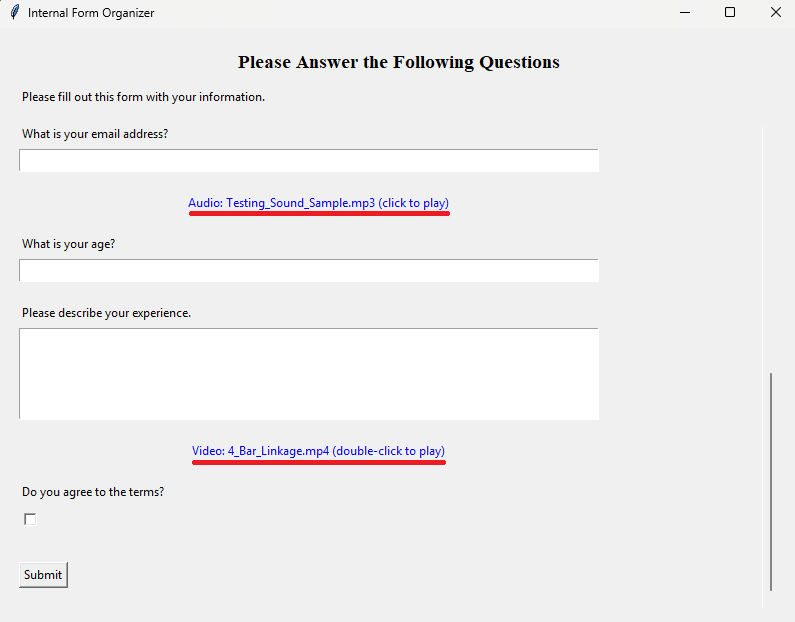 Internal Form Organizer
Please Answer the Following Questions
Please fill out this form with your information.
What is your email address?
Audio: Testing_Sound_Sample.mp3 (click to play)
What is your age?
Please describe your experience.
Video: 4_Bar_Linkage.mp4 (double-click to play)
Do you agree to the terms?
Submit